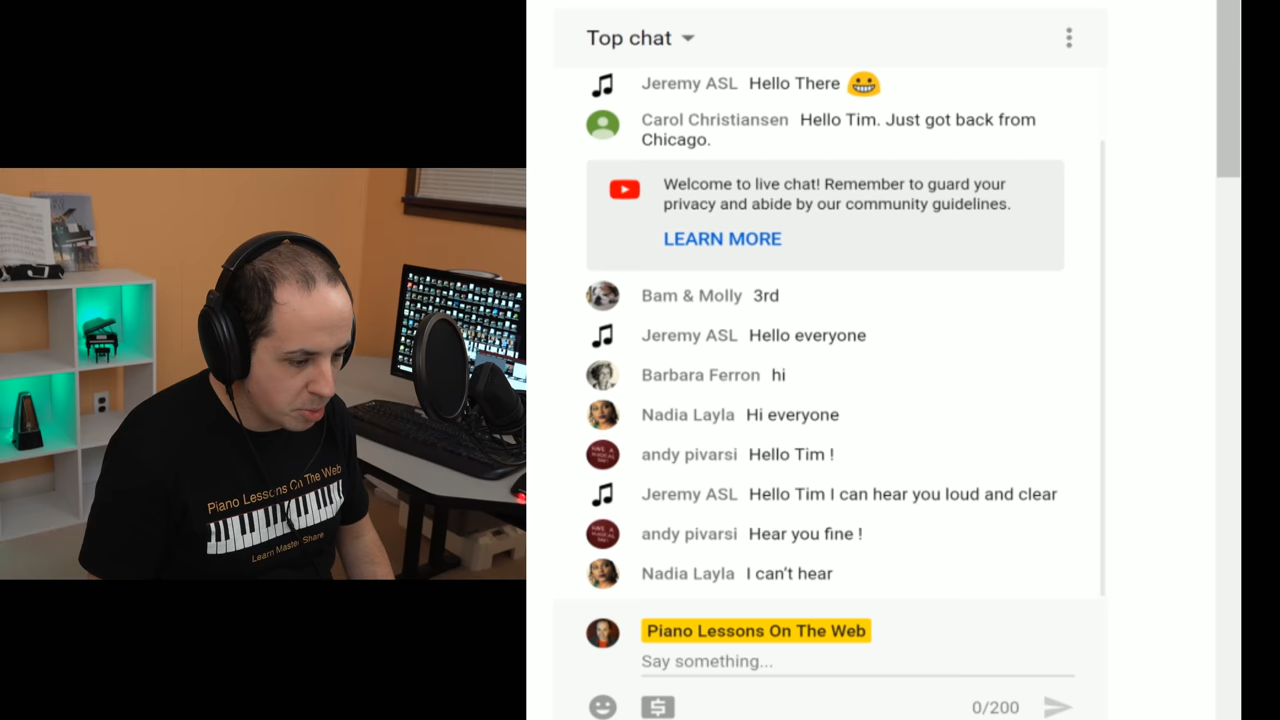 Top chat
Jeremy ASL Hello There
Carol Christiansen Hello Tim. Just got back from
Chicago.
Welcome to live chat! Remember to guard your
privacy and abide by our community guidelines.
LEARN MORE
Bam & Molly 3rd
Jeremy ASL Hello everyone
Barbara Ferron hi
Nadia Layla Hi everyone
andy pivarsi Hello Tim !
Jeremy ASL Hello Tim I can hear you loud and clear
andy pivarsi Hear you fine !
Nadia Layla I can't hear
Piano Lessons On The Web
Say something...
0/200
Piano Lessons On The Web
Learn Master Share